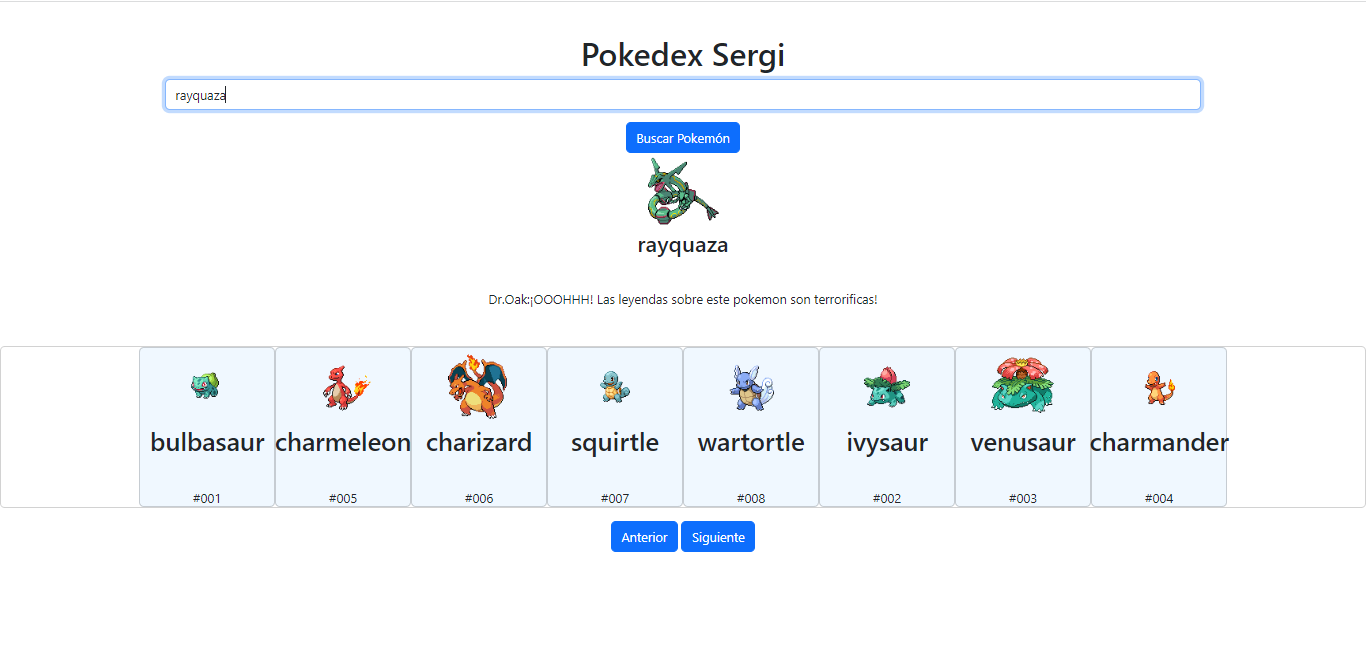 Pokedex Sergi
rayquaza
Buscar Pokemón
rayquaza
Dr.Oak:¡OOOHHH! Las leyendas sobre este pokemon son terrorificas!
bulbasaur charmeleon charizard squirtle wartortle ivysaur venusaur charmander
#001 #005 #006 #007 #008 #002 #003 #004
Anterior Siguiente